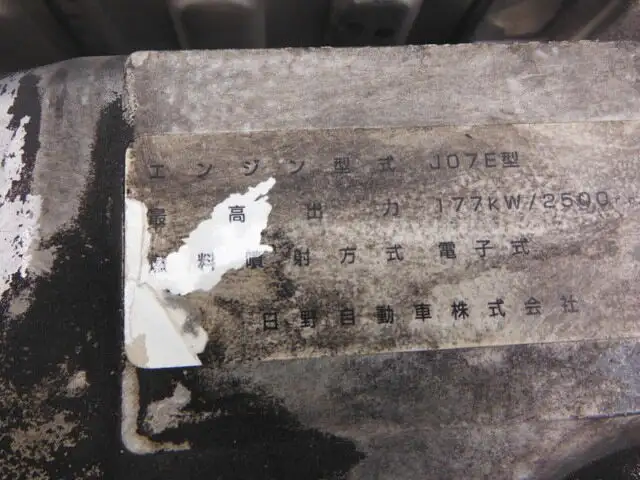 エンジン型式 J07E型
最高出力 177kW/2500r
燃料噴射方式 電子式
日野自動車株式会社